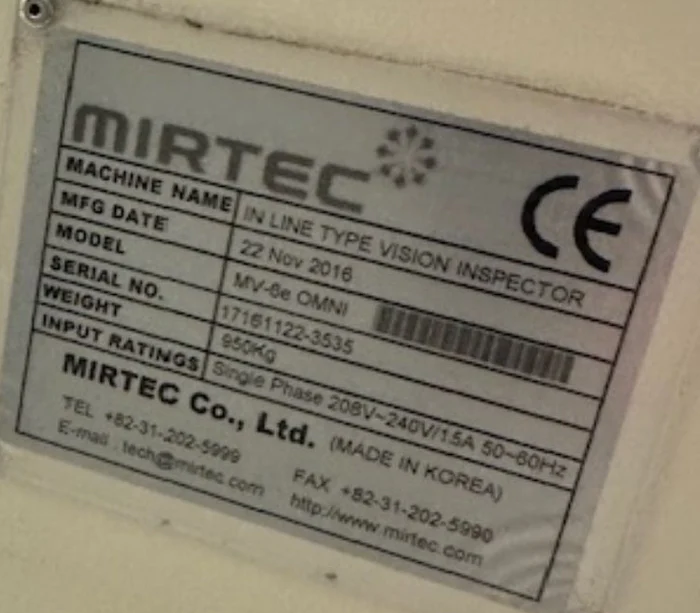 MIRTEC
CE
MACHINE NAME IN LINE TYPE VISION INSPECTOR
MFG DATE 22 Nov 2016
MODEL MV-6e OMNI
SERIAL NO. 17161122-3535
WEIGHT 950Kg
INPUT RATINGS Single Phase 208V~240V/15A 50~60Hz
MIRTEC Co., Ltd. (MADE IN KOREA)
TEL +82-31-202-5999 FAX +82-31-202-5990
E-mail : tech@mirtec.com http://www.mirtec.com